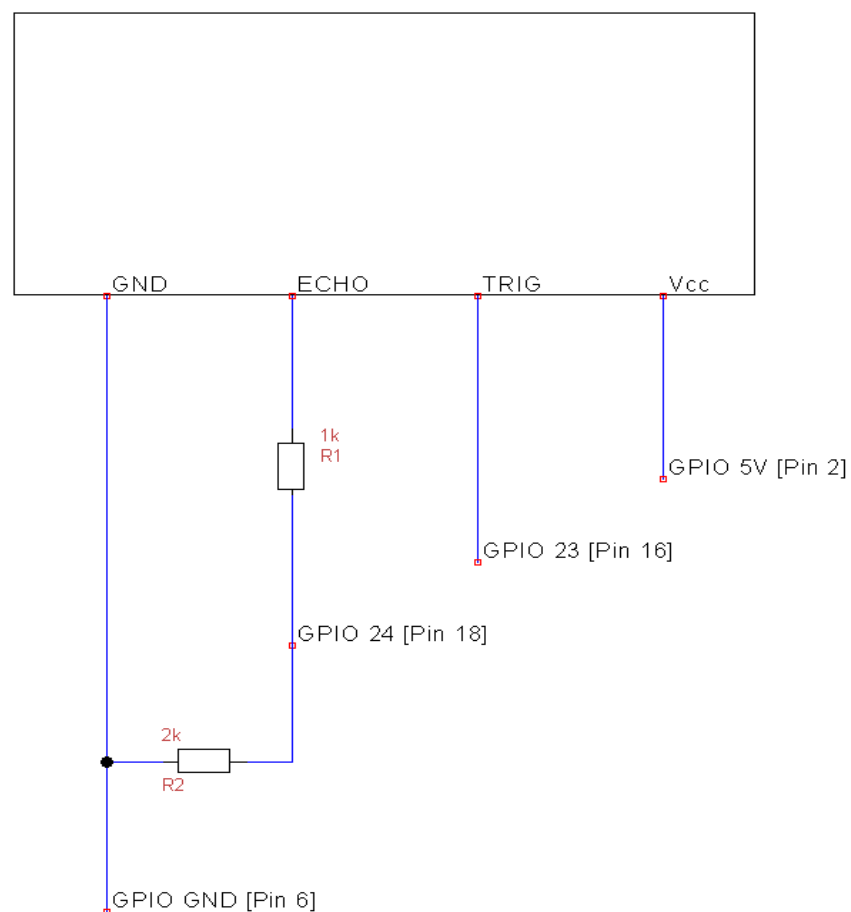 GND
ECHO
TRIG
Vcc
1k
R1
GPIO 5V [Pin 2]
GPIO 23 [Pin 16]
GPIO 24 [Pin 18]
2k
R2
GPIO GND [Pin 6]